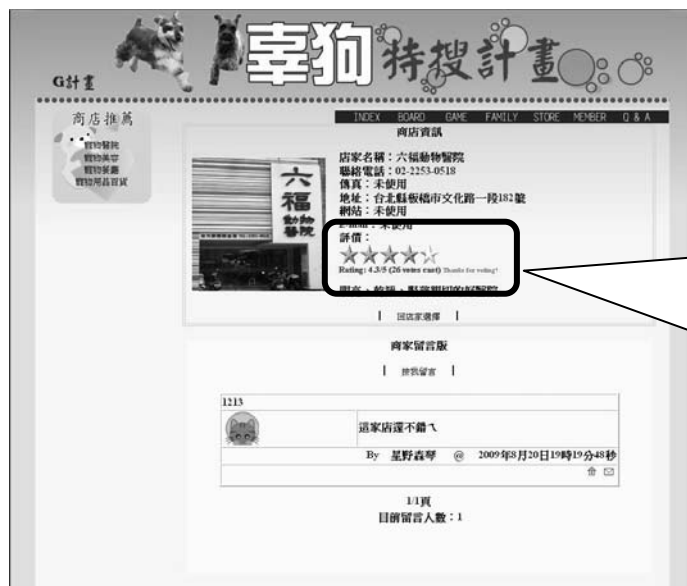 辜狗特搜計畫
G計畫
INDEX BOARD GAME FAMILY STORE MEMBER Q & A
商店推薦
寵物醫院
寵物美容
寵物餐廳
寵物用品百貨
商店資訊
六福
動物
醫院
店家名稱：六福動物醫院
聯絡電話：02-2253-0518
傳真：未使用
地址：台北縣板橋市文化路一段182號
網站：未使用
E-mail：未使用
評價：
Rating: 4.3/5 (26 votes cast) Thanks for voting!
| 回店家選擇 |
商家留言版
| 按我留言 |
1213
這家店還不錯ㄟ
By 星野森琴 @ 2009年8月20日19時19分48秒
1/1頁
目前留言人數：1